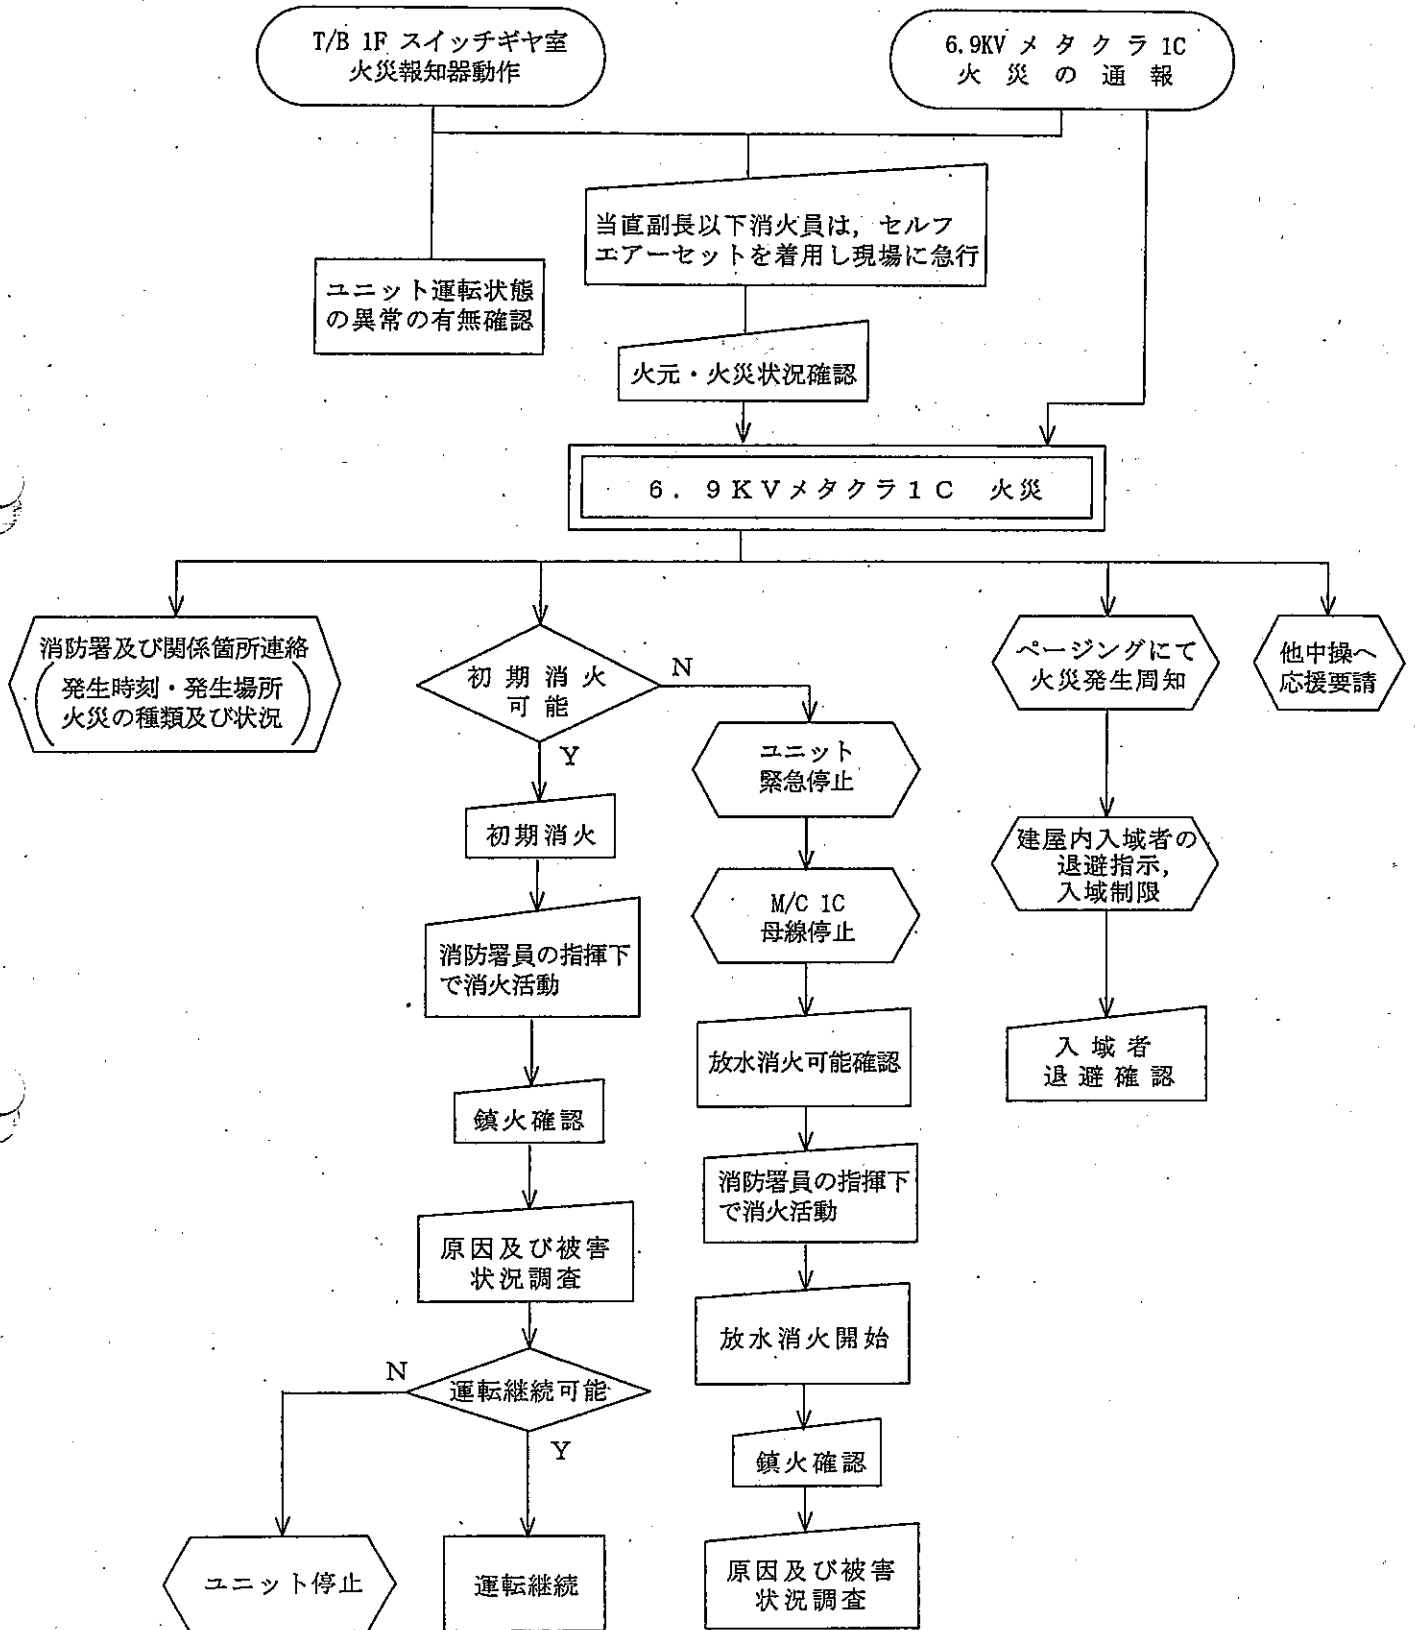 T/B 1F スイッチギヤ室
火災報知器動作
6.9KV メタクラ 1C
火災の通報
当直副長以下消火員は，セルフ
エアーセットを着用し現場に急行
ユニット運転状態
の異常の有無確認
火元・火災状況確認
6．9KVメタクラ1C 火災
消防署及び関係箇所連絡
（発生時刻・発生場所
火災の種類及び状況）
初期消火
可能
N
Y
ページングにて
火災発生周知
他中操へ
応援要請
ユニット
緊急停止
初期消火
建屋内入域者の
退避指示，
入域制限
M/C 1C
母線停止
消防署員の指揮下
で消火活動
放水消火可能確認
入域者
退避確認
鎮火確認
消防署員の指揮下
で消火活動
原因及び被害
状況調査
放水消火開始
N
運転継続可能
Y
鎮火確認
ユニット停止
運転継続
原因及び被害
状況調査